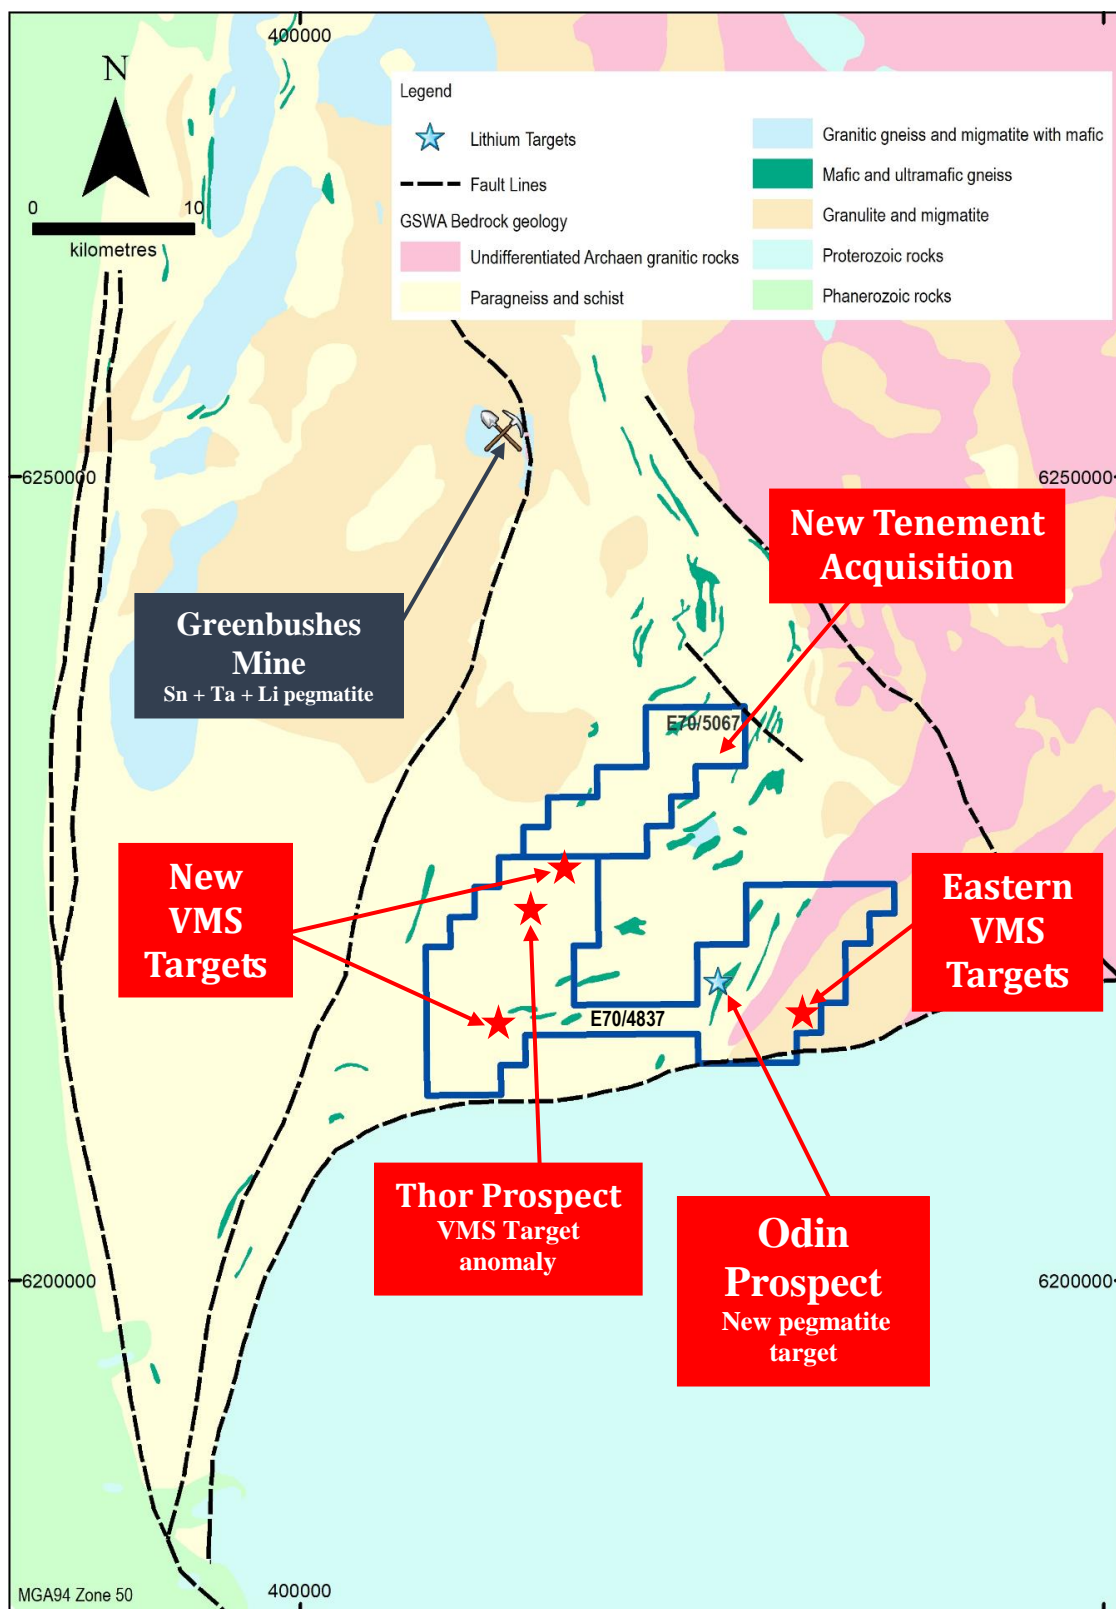 400000
N
0 10
kilometres
Legend
Lithium Targets
Fault Lines
GSWA Bedrock geology
Undifferentiated Archaen granitic rocks
Paragneiss and schist
Granitic gneiss and migmatite with mafic
Mafic and ultramafic gneiss
Granulite and migmatite
Proterozoic rocks
Phanerozoic rocks
6250000
6250000
New Tenement
Acquisition
Greenbushes
Mine
Sn + Ta + Li pegmatite
E70/5067
New
VMS
Targets
Eastern
VMS
Targets
E70/4837
Thor Prospect
VMS Target
anomaly
Odin
Prospect
New pegmatite
target
6200000
6200000
MGA94 Zone 50
400000